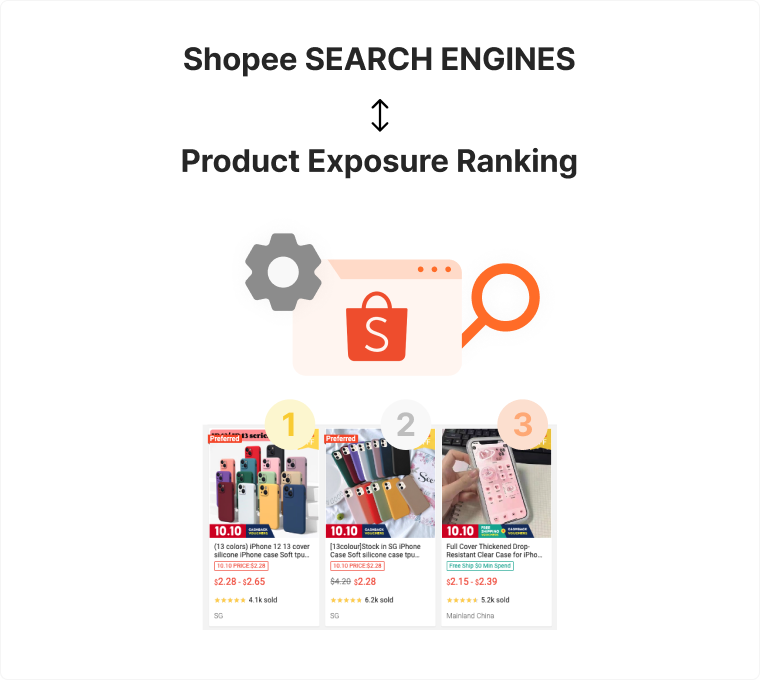 Shopee SEARCH ENGINES
Product Exposure Ranking
S
1
2
3
Preferred
13 series
10.10
CASHBACK
VOUCHERS
(13 colors) iPhone 12 13 cover
silicone iPhone case Soft tpu...
10.10 PRICE:$2.28
$2.28 - $2.65
4.1k sold
SG
Preferred
10.10
CASHBACK
VOUCHERS
[13colour]Stock in SG iPhone
Case Soft silicone case Soft tpu...
10.10 PRICE:$2.28
$4.20 $2.28
6.2k sold
SG
10.10
FREE
SHIPPING
CASHBACK
VOUCHERS
Full Cover Thickened Drop-
Resistant Clear Case for iPho...
Free Ship $0 Min Spend
$2.15 - $2.39
5.2k sold
Mainland China